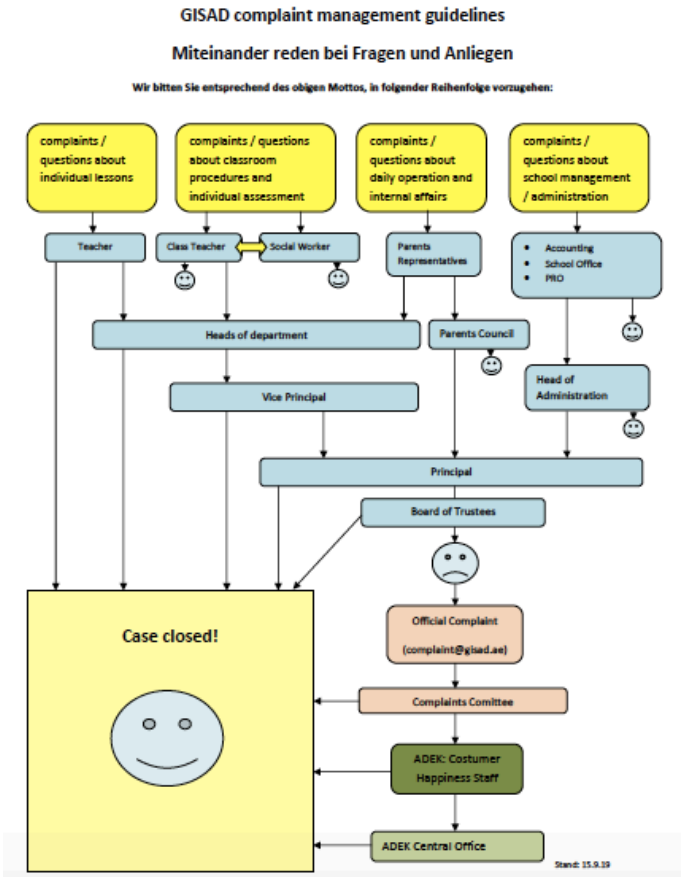 GISAD complaint management guidelines
Miteinander reden bei Fragen und Anliegen
Wir bitten Sie entsprechend des obigen Mottos, in folgender Reihenfolge vorzugehen:
complaints /
questions about
individual lessons
complaints / questions
about classroom
procedures and
individual assessment
complaints /
questions about
daily operation and
internal affairs
complaints /
questions about
school management
/ administration
Teacher
Class Teacher
Social Worker
Parents
Representatives
• Accounting
• School Office
• PRO
Heads of department
Parents Council
Head of
Administration
Vice Principal
Principal
Board of Trustees
Case closed!
Official Complaint
(complaint@gisad.ae)
Complaints Comittee
ADEK: Costumer
Happiness Staff
ADEK Central Office
Stand: 15.9.19